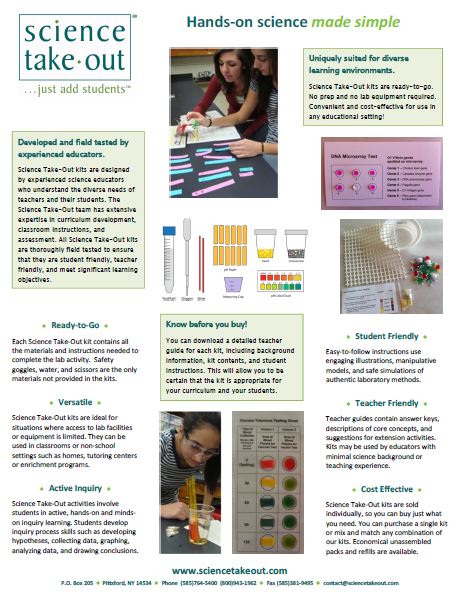 science
take·out
...just add students™
Hands-on science made simple
Uniquely suited for diverse
learning environments.
Science Take-Out kits are ready-to-go.
No prep and no lab equipment required.
Convenient and cost-effective for use in
any educational setting!
Developed and field tested by
experienced educators.
Science Take-Out kits are designed
by experienced science educators
who understand the diverse needs of
teachers and their students. The
Science Take-Out team has extensive
expertise in curriculum development,
classroom instructions, and
assessment. All Science Take-Out kits
are thoroughly field tested to ensure
that they are student friendly, teacher
friendly, and meet significant learning
objectives.
DNA Microarray Test
pH Paper
Sand
Measuring Cup
pH Color Chart
Know before you buy!
You can download a detailed teacher
guide for each kit, including background
information, kit contents, and student
instructions. This will allow you to be
certain that the kit is appropriate for
your curriculum and your students.
Ready-to-Go
Each Science Take-Out kit contains all
the materials and instructions needed to
complete the lab activity. Safety
goggles, water, and scissors are the only
materials not provided in the kits.
Versatile
Science Take-Out kits are ideal for
situations where access to lab facilities
or equipment is limited. They can be
used in classrooms or non-school
settings such as homes, tutoring centers
or enrichment programs.
Active Inquiry
Science Take-Out activities involve
students in active, hands-on and minds-
on inquiry learning. Students develop
inquiry process skills such as developing
hypotheses, collecting data, graphing,
analyzing data, and drawing conclusions.
Glucose Tolerance Testing Sheet
Student Friendly
Easy-to-follow instructions use
engaging illustrations, manipulative
models, and safe simulations of
authentic laboratory methods.
Teacher Friendly
Teacher guides contain answer keys,
descriptions of core concepts, and
suggestions for extension activities.
Kits may be used by educators with
minimal science background or
teaching experience.
Cost Effective
Science Take-Out kits are sold
individually, so you can buy just what
you need. You can purchase a single kit
or mix and match any combination of
our kits. Economical unassembled
packs and refills are available.
www.sciencetakeout.com
P.O. Box 205 ♦ Pittsford, NY 14534 ♦ Phone (585)764-5400 (800)943-1962 ♦ Fax (585)381-9495 ♦ contact@sciencetakeout.com